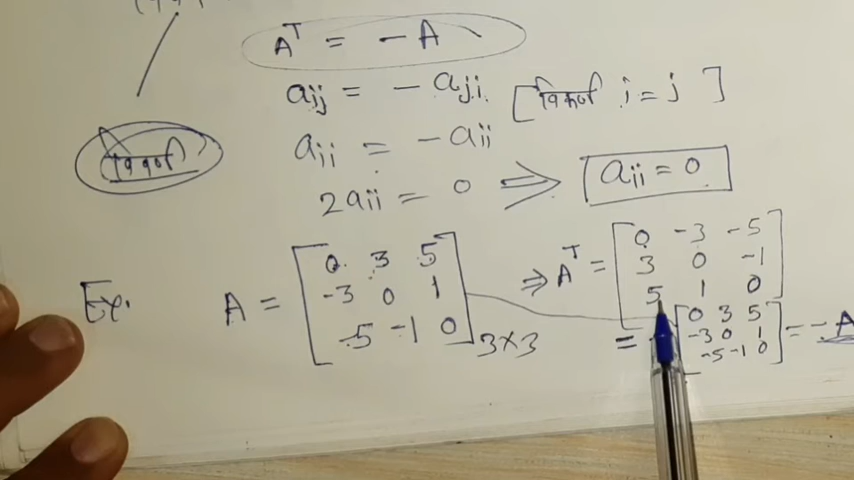 Aᵀ = - A
aᵢⱼ = - aⱼᵢ [विकर्ण i = j ]
विकर्ण
aᵢᵢ = - aᵢᵢ
2aᵢᵢ = 0 ⇒ aᵢᵢ = 0
Ex. A = [0 3 5; -3 0 1; -5 -1 0] 3×3 ⇒ Aᵀ = [0 -3 -5; 3 0 -1; 5 1 0]
= [0 3 5; -3 0 1; -5 -1 0] = - A